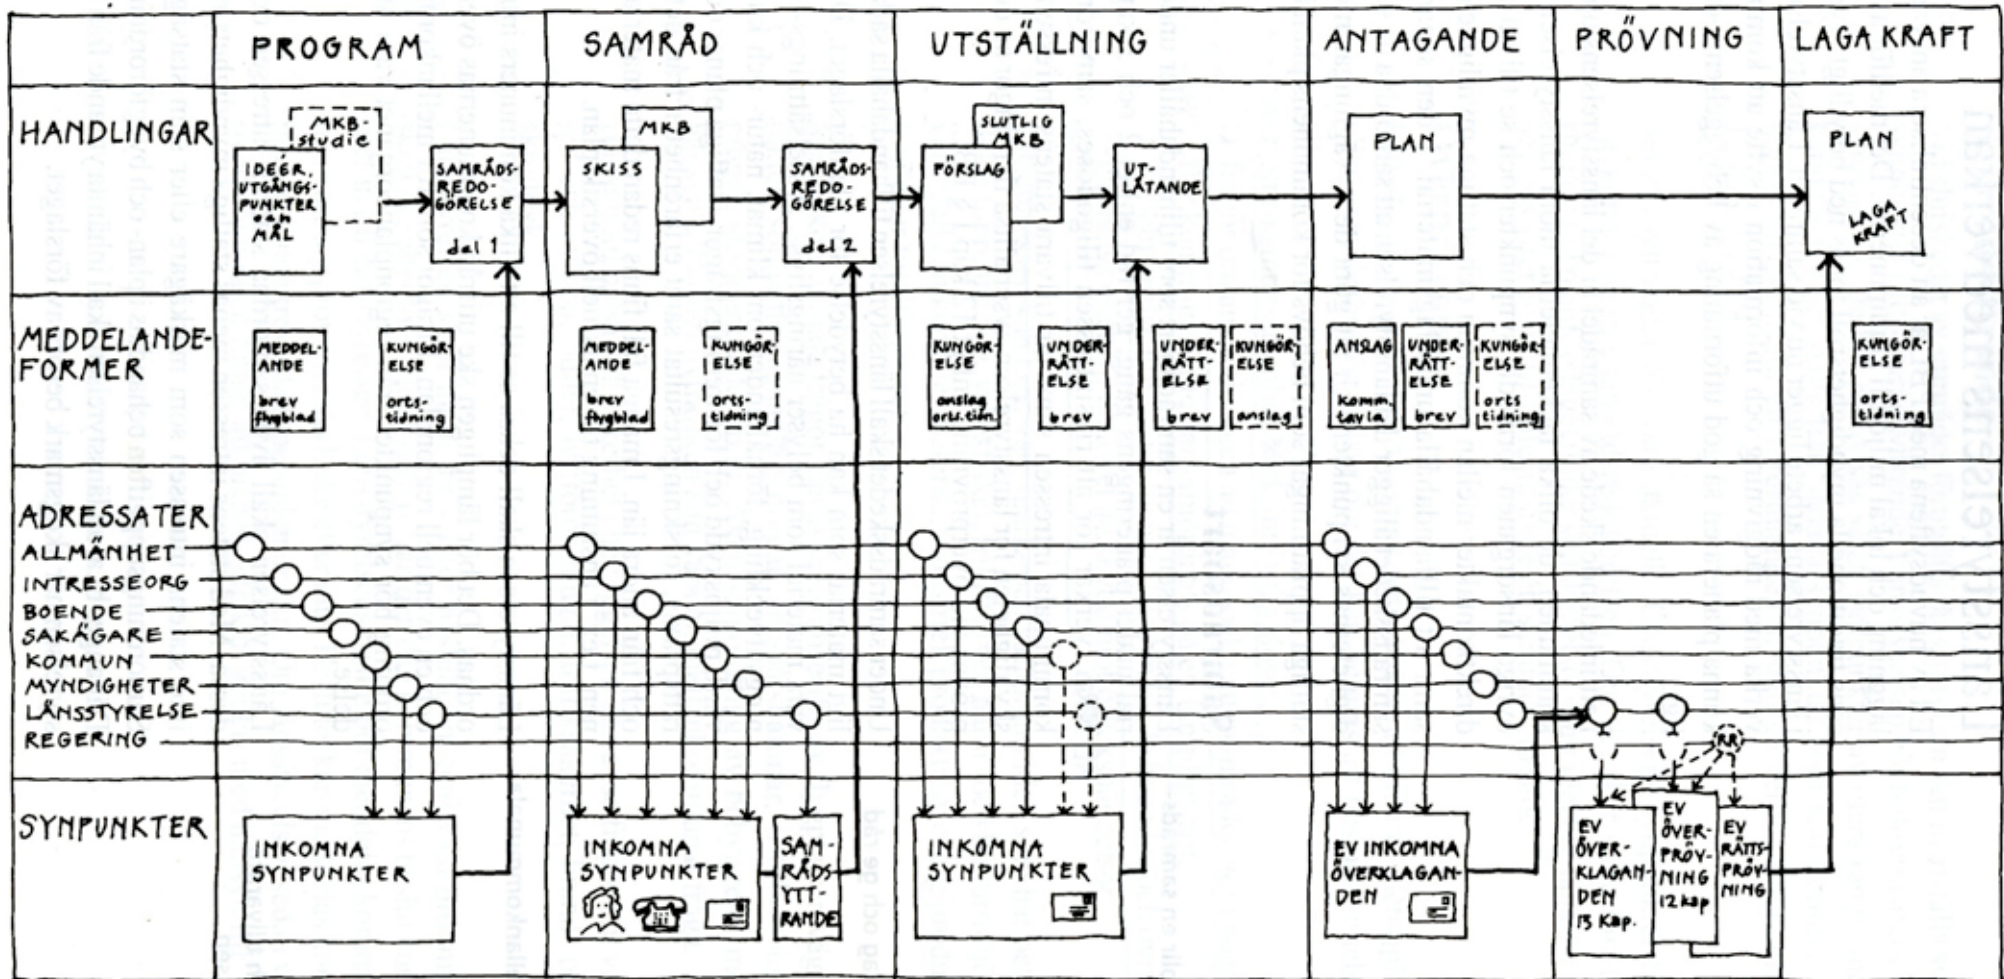 PROGRAM
SAMRÅD
UTSTÄLLNING
ANTAGANDE
PRÖVNING
LAGA KRAFT
HANDLINGAR
MKB-
studie
IDÉER,
UTGÅNGS-
PUNKTER
och
MÅL
SAMRÅDS-
REDO-
GÖRELSE
del 1
MKB
SKISS
SAMRÅDS-
REDO-
GÖRELSE
del 2
SLUTLIG
MKB
FÖRSLAG
UT-
LÅTANDE
PLAN
PLAN
LAGA
KRAFT
MEDDELANDE-
FORMER
MEDDEL-
ANDE
brev
flygblad
KUNGÖR-
ELSE
orts-
tidning
MEDDEL-
ANDE
brev
flygblad
KUNGÖR-
ELSE
orts-
tidning
KUNGÖR-
ELSE
anslag
orts.tidn.
UNDER-
RÄTT-
ELSE
brev
UNDER-
RÄTT-
ELSE
brev
KUNGÖR-
ELSE
anslag
ANSLAG
komm.
tavla
UNDER-
RÄTT-
ELSE
brev
KUNGÖR-
ELSE
orts
tidning
KUNGÖR-
ELSE
orts-
tidning
ADRESSATER
ALLMÄNHET
INTRESSEORG
BOENDE
SAKÄGARE
KOMMUN
MYNDIGHETER
LÄNSSTYRELSE
REGERING
RR
SYNPUNKTER
INKOMNA
SYNPUNKTER
INKOMNA
SYNPUNKTER
SAM-
RÅDS-
YTT-
RANDE
INKOMNA
SYNPUNKTER
EV INKOMNA
ÖVERKLAGAN-
DEN
EV
ÖVER-
KLAGAN-
DEN
13 kap.
EV
ÖVER-
PRÖV-
NING
12 kap
EV
RÄTTS-
PRÖV-
NING